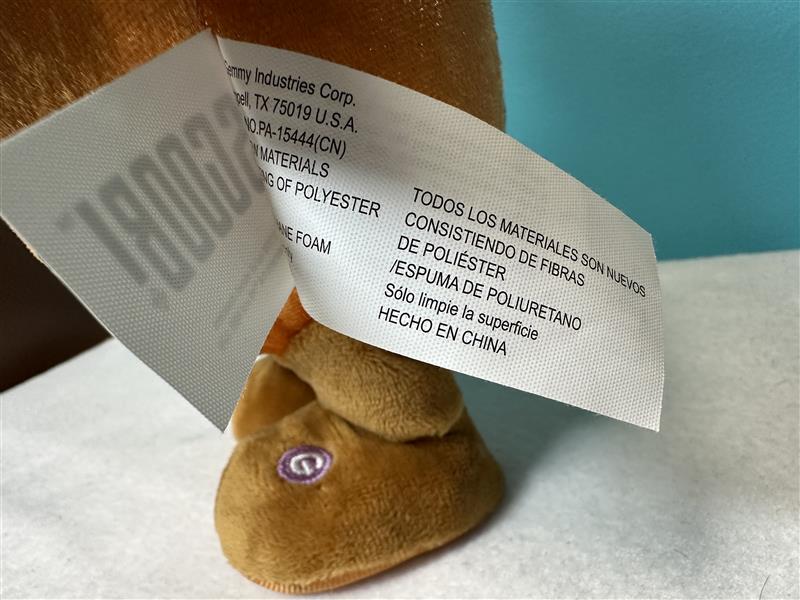 Gemmy Industries Corp.
TX 75019 U.S.A.
NO.PA-15444(CN)
MATERIALS
OF POLYESTER
FOAM
TODOS LOS MATERIALES SON NUEVOS
CONSISTIENDO DE FIBRAS
DE POLIÉSTER
/ESPUMA DE POLIURETANO
Sólo limpie la superficie
HECHO EN CHINA
G